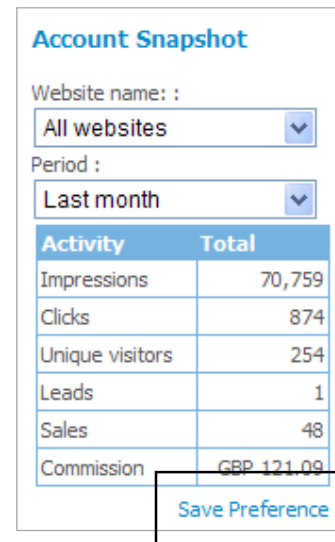 Account Snapshot
Website name: :
All websites
Period :
Last month
Activity Total
Impressions 70,759
Clicks 874
Unique visitors 254
Leads 1
Sales 48
Commission GBP 121.09
Save Preference